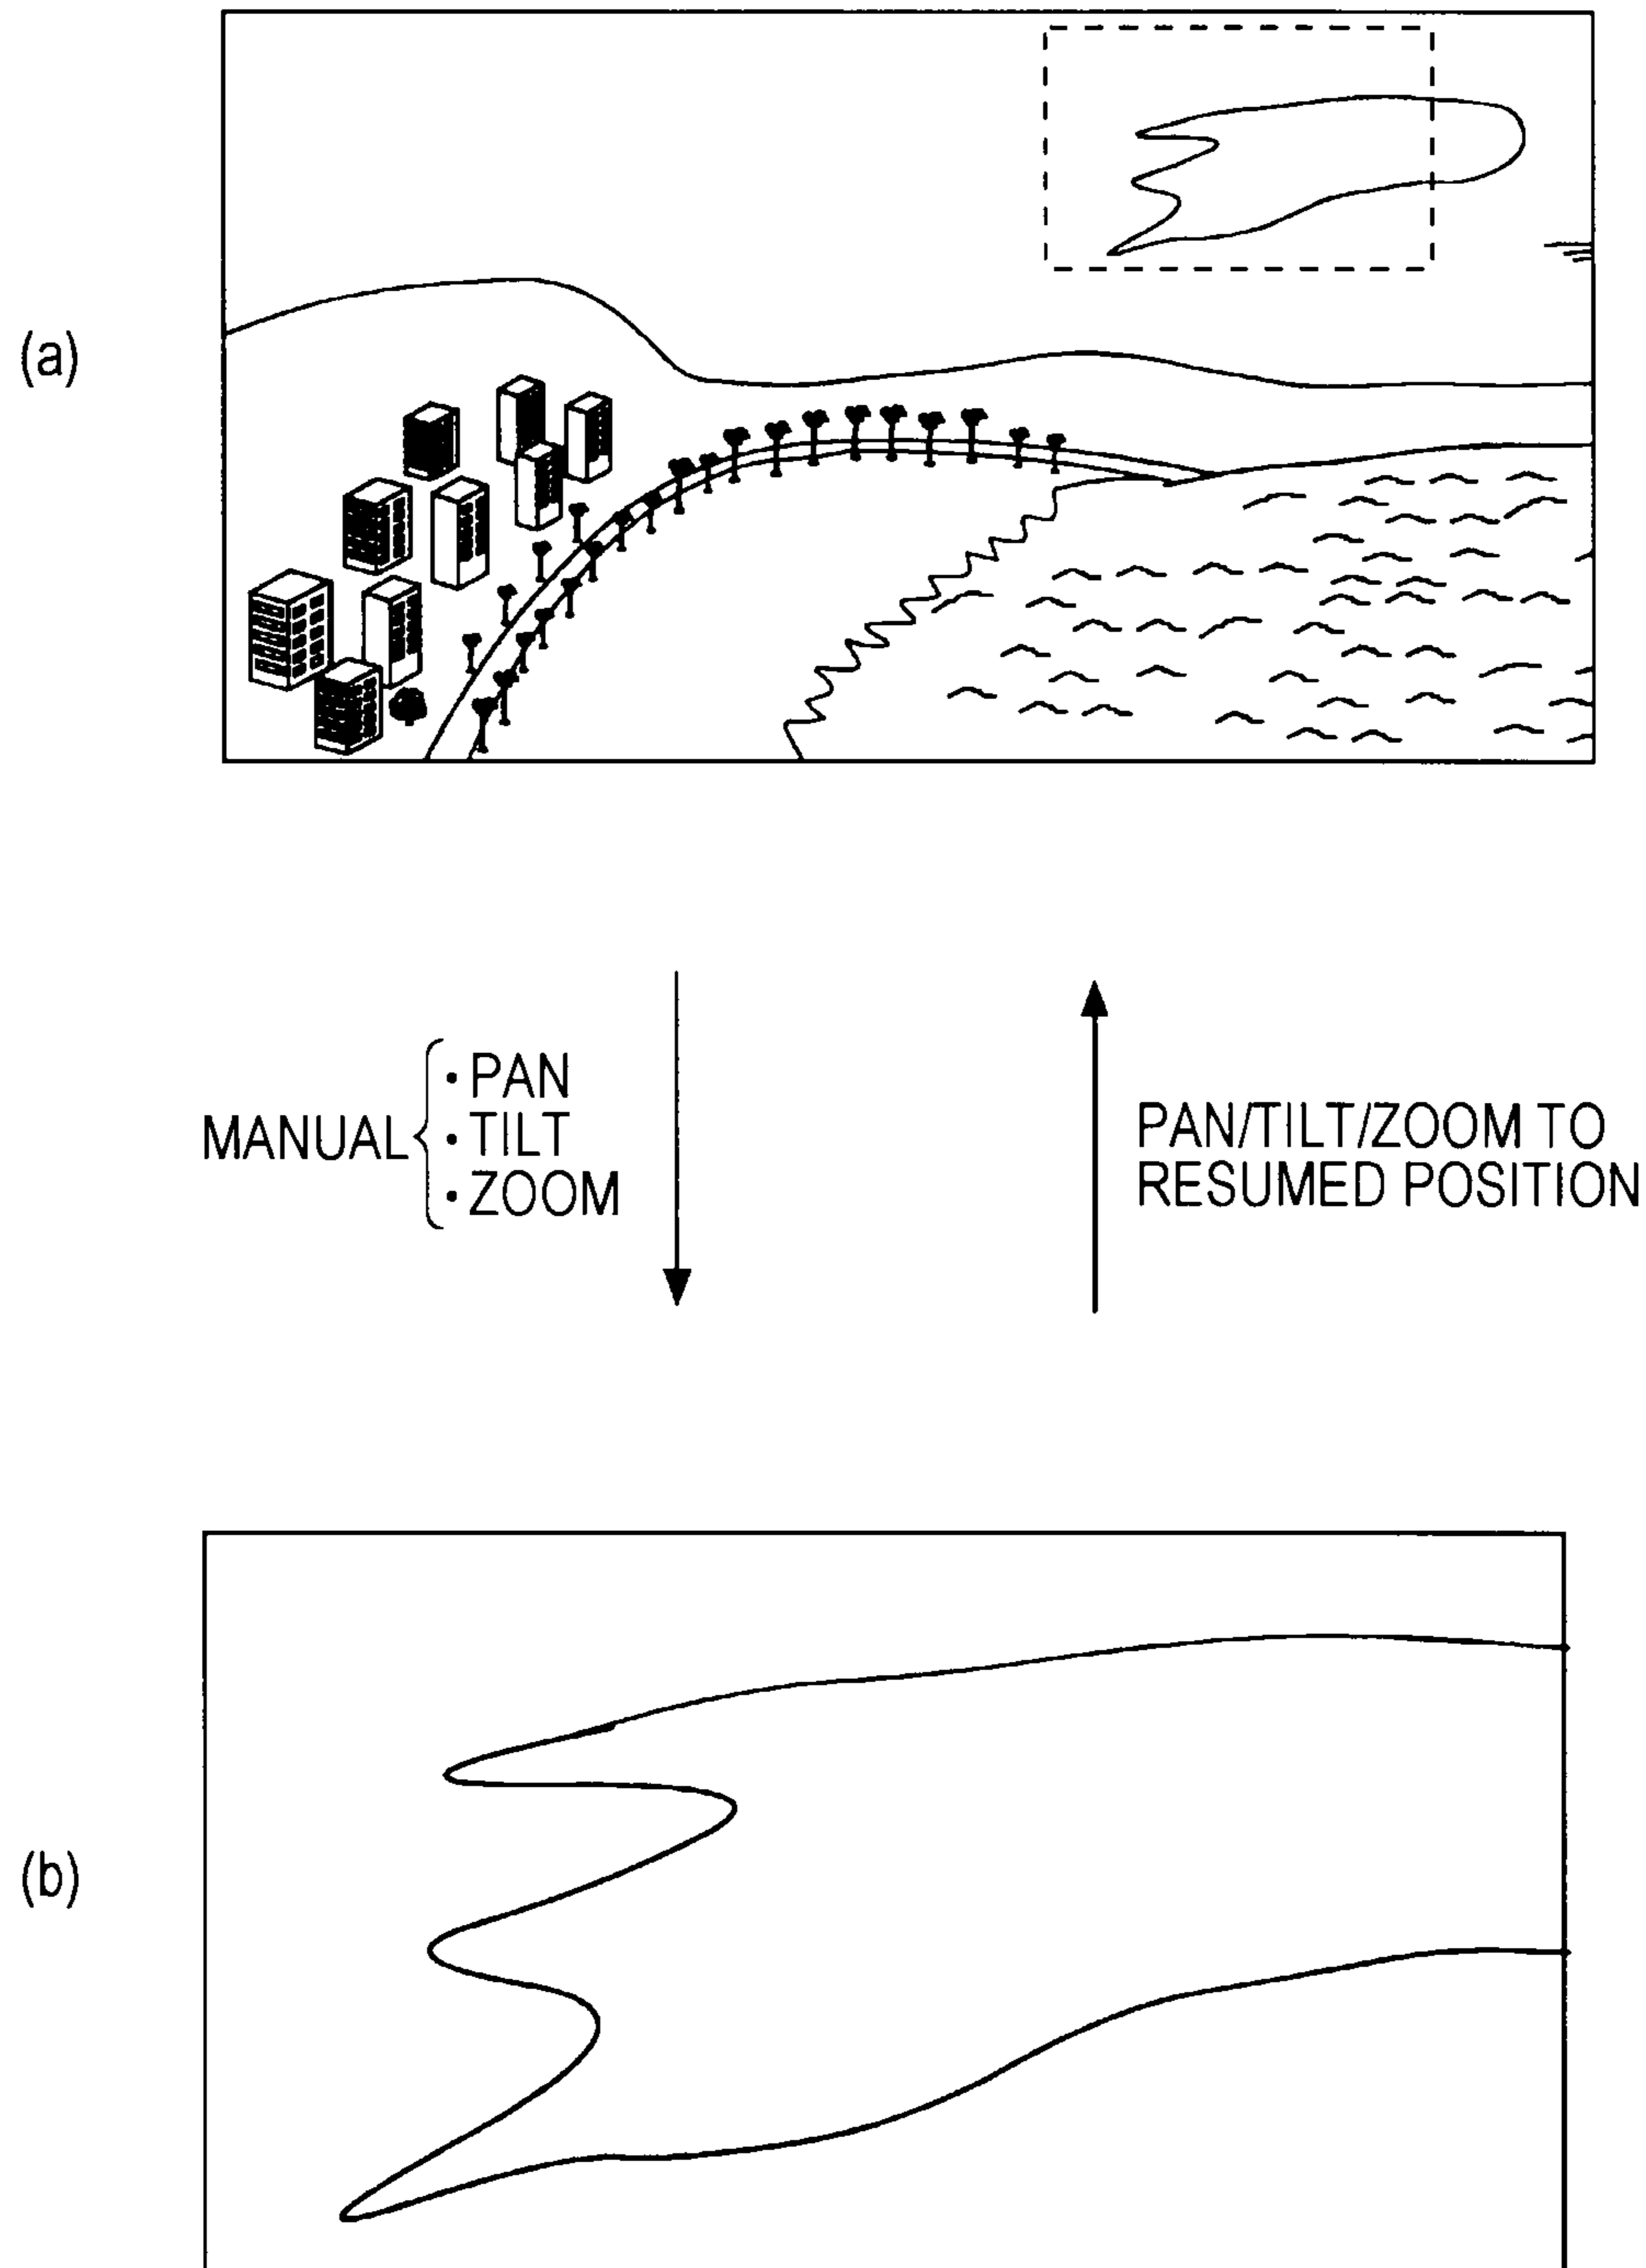 (a)
MANUAL
· PAN
· TILT
· ZOOM
PAN/TILT/ZOOM TO
RESUMED POSITION
(b)